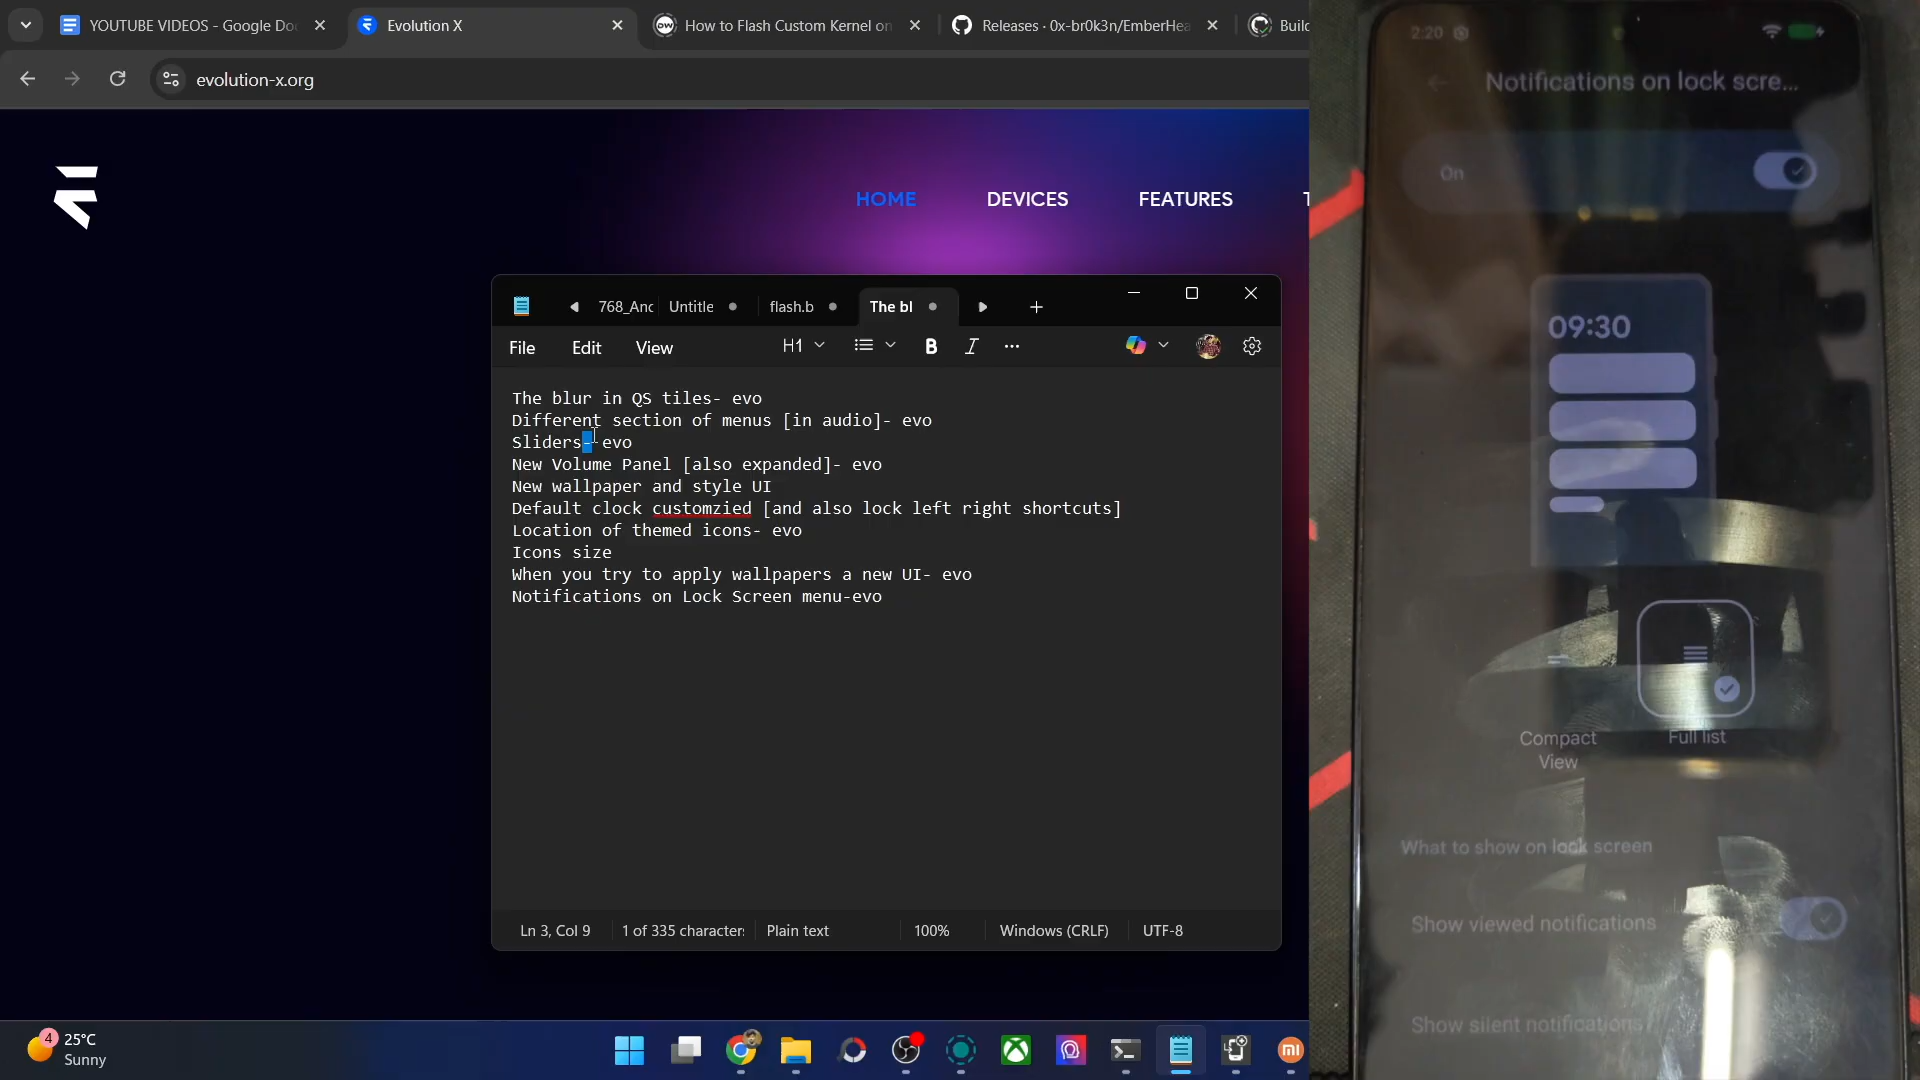 YOUTUBE VIDEOS - Google Do
Evolution X
How to Flash Custom Kernel on
Releases · 0x-br0k3n/EmberHea
Build
evolution-x.org
HOME
DEVICES
FEATURES
T
768_Anc
Untitle
flash.b
The bl
File
Edit
View
H1
B
I
The blur in QS tiles- evo
Different section of menus [in audio]- evo
Sliders- evo
New Volume Panel [also expanded]- evo
New wallpaper and style UI
Default clock customzied [and also lock left right shortcuts]
Location of themed icons- evo
Icons size
When you try to apply wallpapers a new UI- evo
Notifications on Lock Screen menu-evo
Ln 3, Col 9
1 of 335 character
Plain text
100%
Windows (CRLF)
UTF-8
4
25°C
Sunny
2:20
Notifications on lock scre...
On
09:30
Compact
View
Full list
What to show on lock screen
Show viewed notifications
Show silent notifications